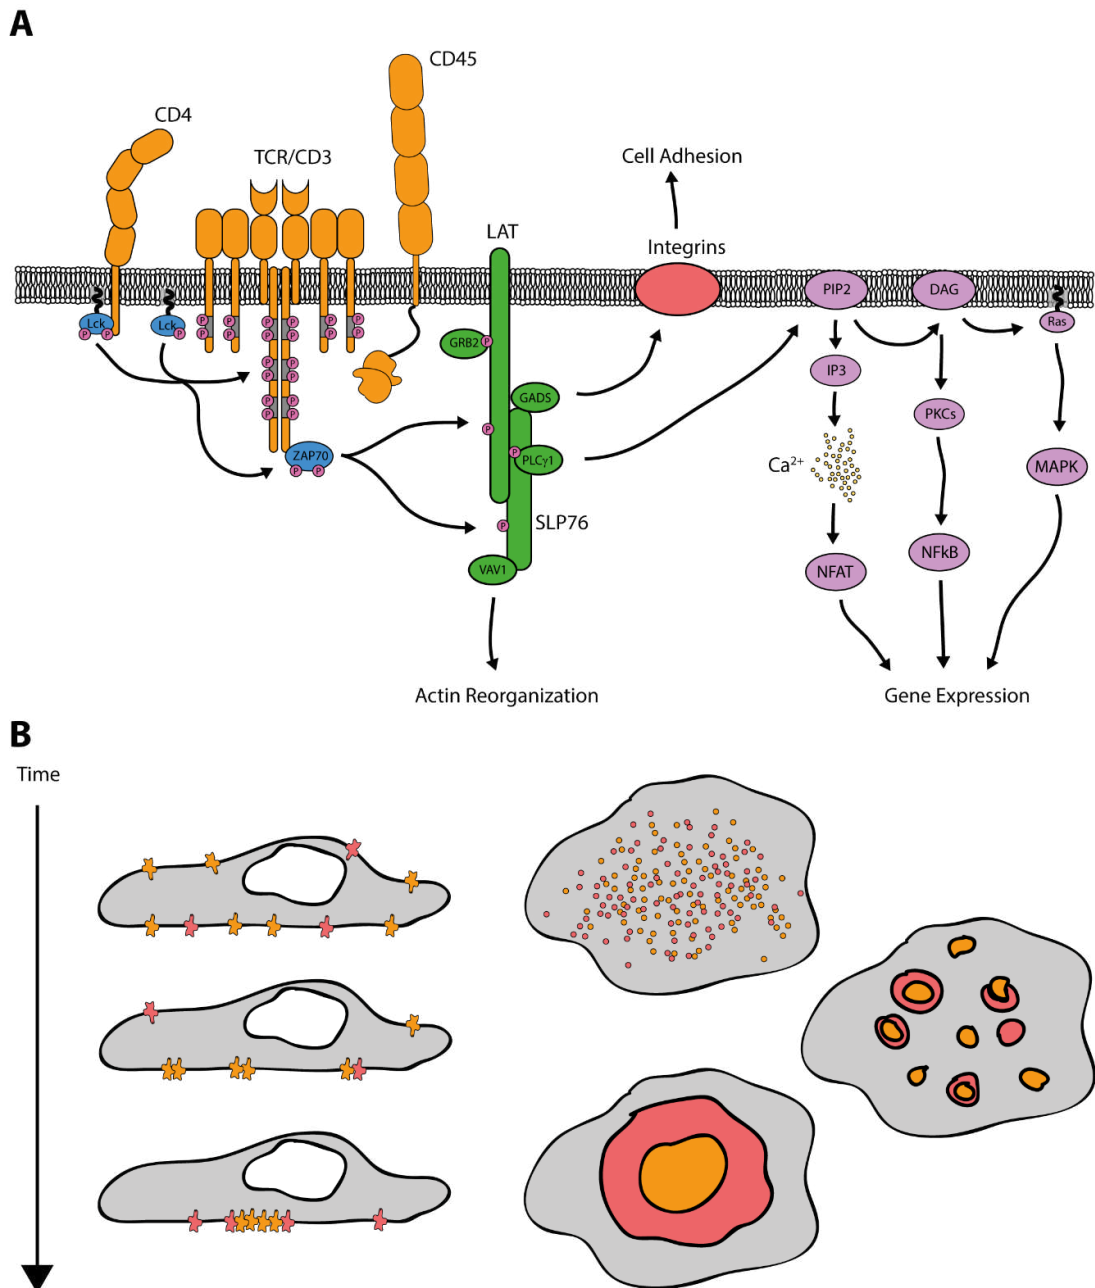 A
CD45
CD4
TCR/CD3
Cell Adhesion
LAT
Integrins
PIP2
DAG
Lck
Lck
Ras
P
P
P
P
P
P
P
P
P
P
P
P
P
P
GRB2
P
P
P
P
P
IP3
P
P
GADS
PKCs
P
ZAP70
P
PLCγ1
P
P
Ca2+
MAPK
SLP76
P
NFkB
VAV1
NFAT
Actin Reorganization
Gene Expression
B
Time